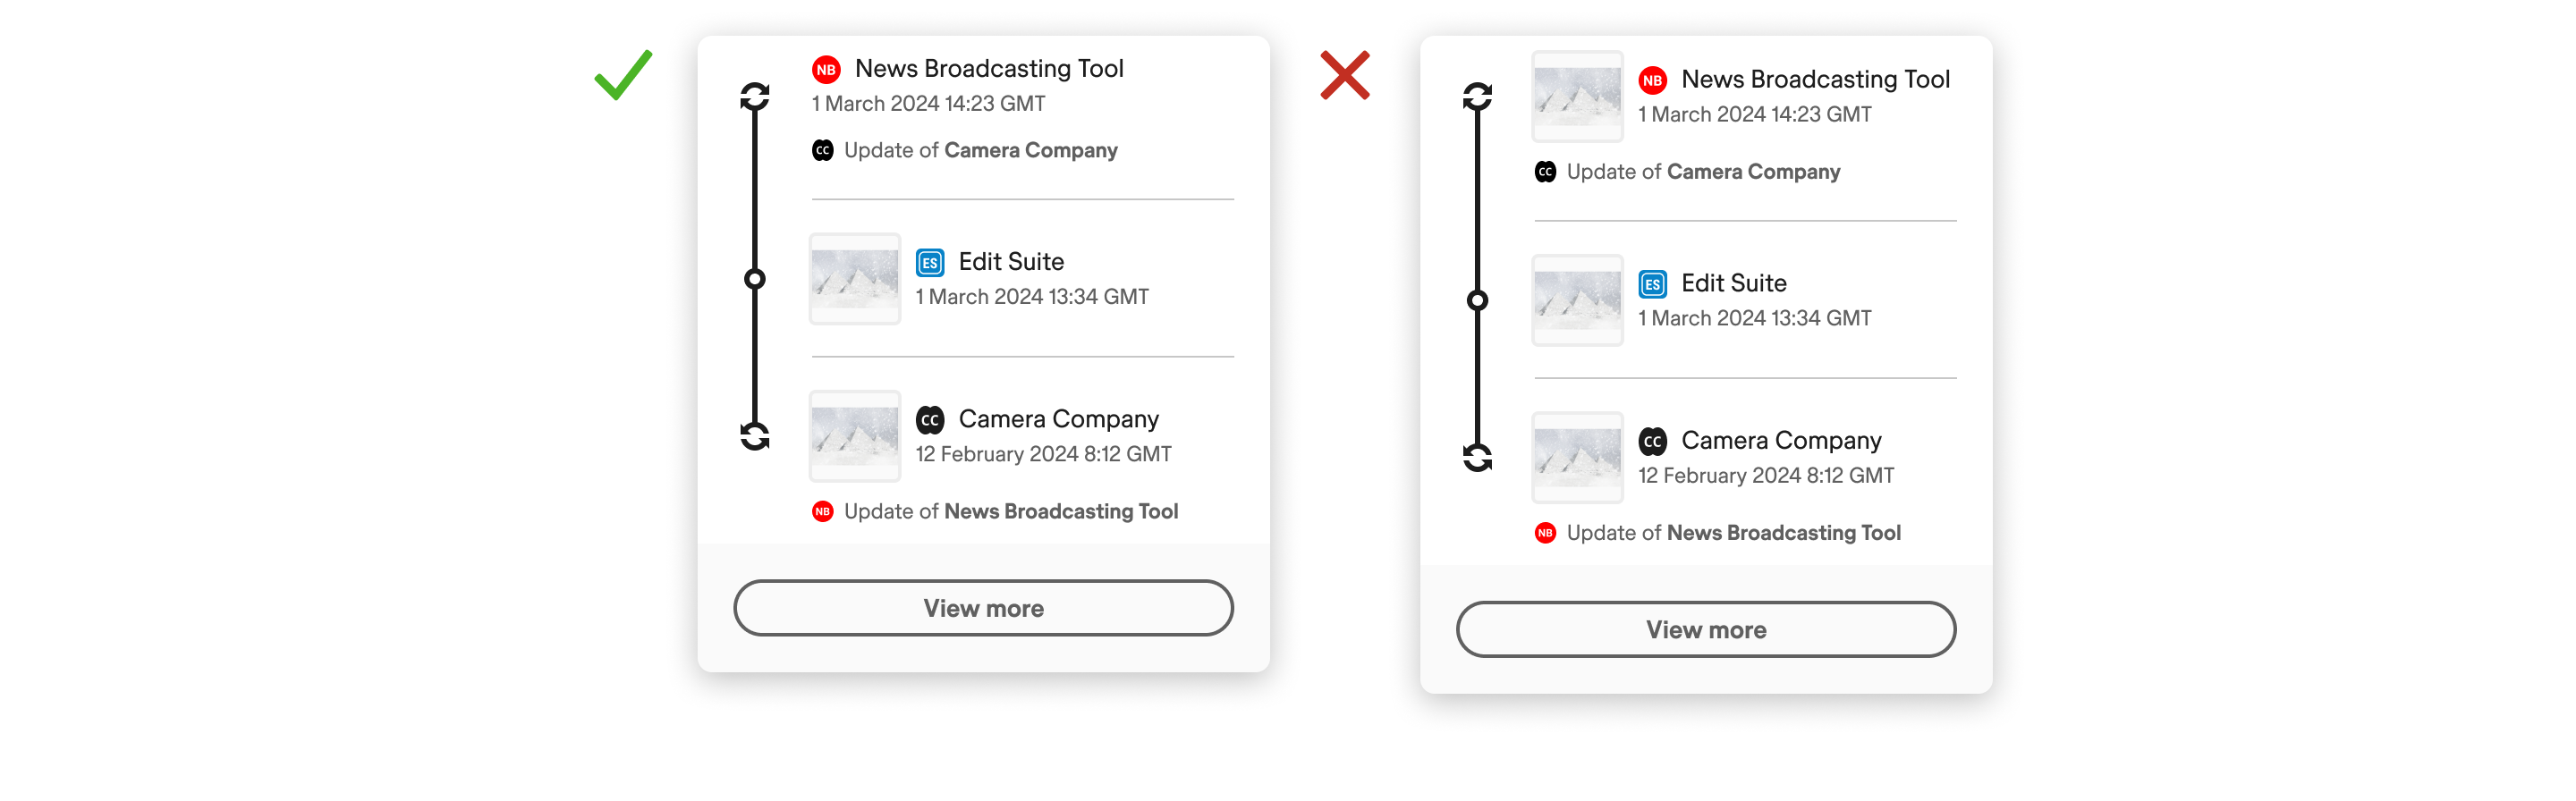 NB News Broadcasting Tool
1 March 2024 14:23 GMT
CC Update of Camera Company
ES Edit Suite
1 March 2024 13:34 GMT
CC Camera Company
12 February 2024 8:12 GMT
NB Update of News Broadcasting Tool
View more
NB News Broadcasting Tool
1 March 2024 14:23 GMT
CC Update of Camera Company
ES Edit Suite
1 March 2024 13:34 GMT
CC Camera Company
12 February 2024 8:12 GMT
NB Update of News Broadcasting Tool
View more